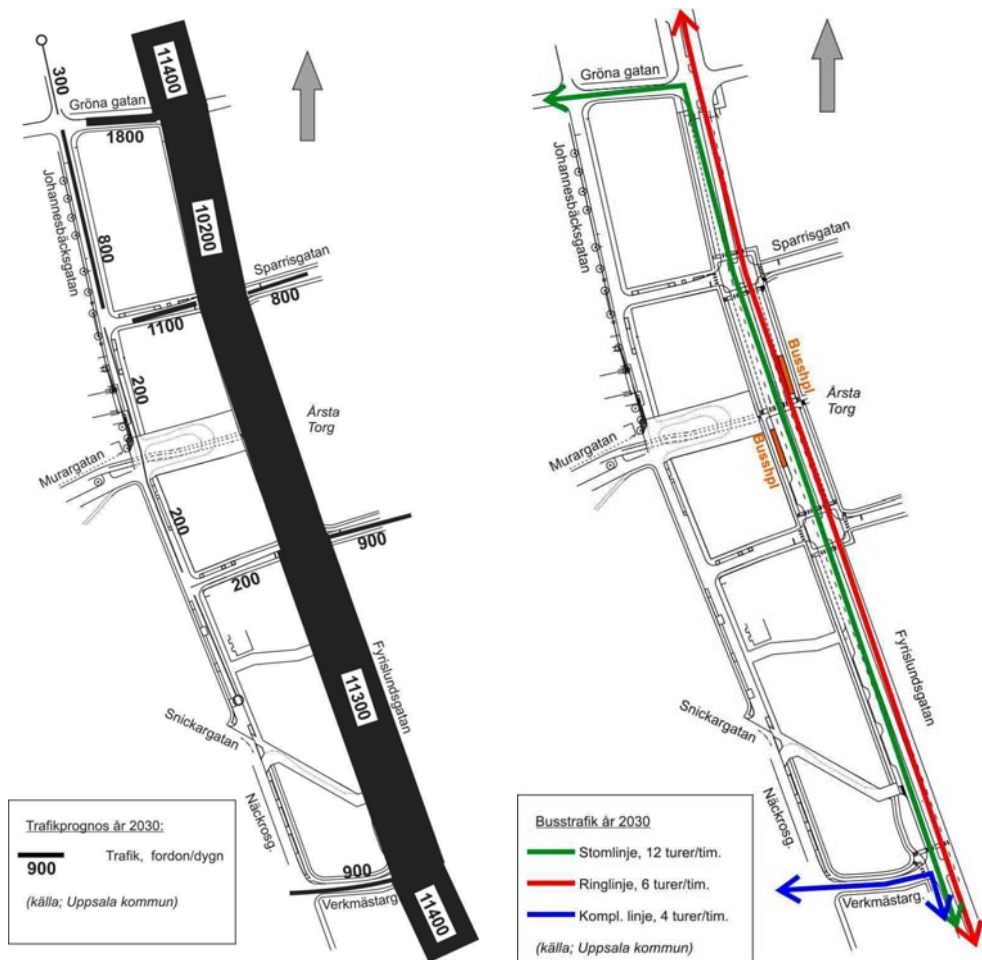 11400
300
Gröna gatan
1800
Johannesbäcksgatan
800
10200
Sparrisgatan
800
1100
200
Årsta
Torg
Murargatan
200
900
200
Fyrislundsgatan
11300
Snickargatan
Näckrosg.
900
11400
Trafikprognos år 2030:
900
Trafik, fordon/dygn
(källa; Uppsala kommun)
Gröna gatan
Johannesbäcksgatan
Sparrisgatan
Busshpl
Årsta
Torg
Murargatan
Busshpl
Fyrislundsgatan
Snickargatan
Näckrosg.
Verkmästarg.
Busstrafik år 2030
Stomlinje, 12 turer/tim.
Ringlinje, 6 turer/tim.
Kompl. linje, 4 turer/tim.
(källa; Uppsala kommun)